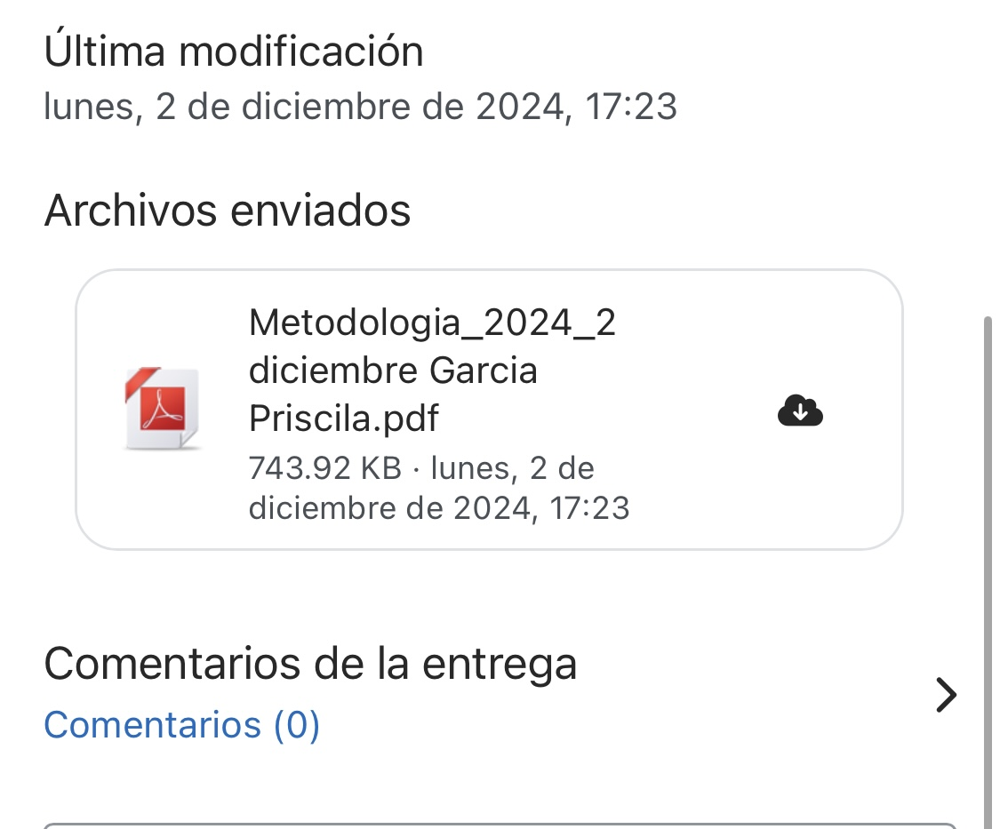 Última modificación
lunes, 2 de diciembre de 2024, 17:23
Archivos enviados
Metodologia_2024_2
diciembre Garcia
Priscila.pdf
743.92 KB · lunes, 2 de
diciembre de 2024, 17:23
Comentarios de la entrega
Comentarios (0)